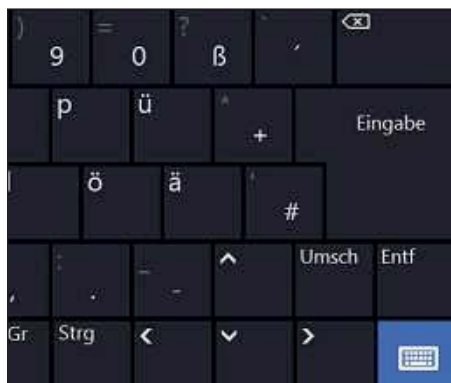 ) = ? `
9 0 ß ´
p ü * + Eingabe
ö ä ' #
, : . _ - Umsch Entf
Gr Strg